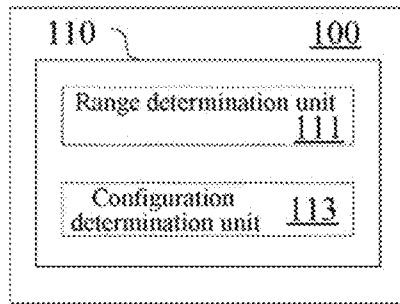 110 100
Range determination unit
111
Configuration
determination unit 113